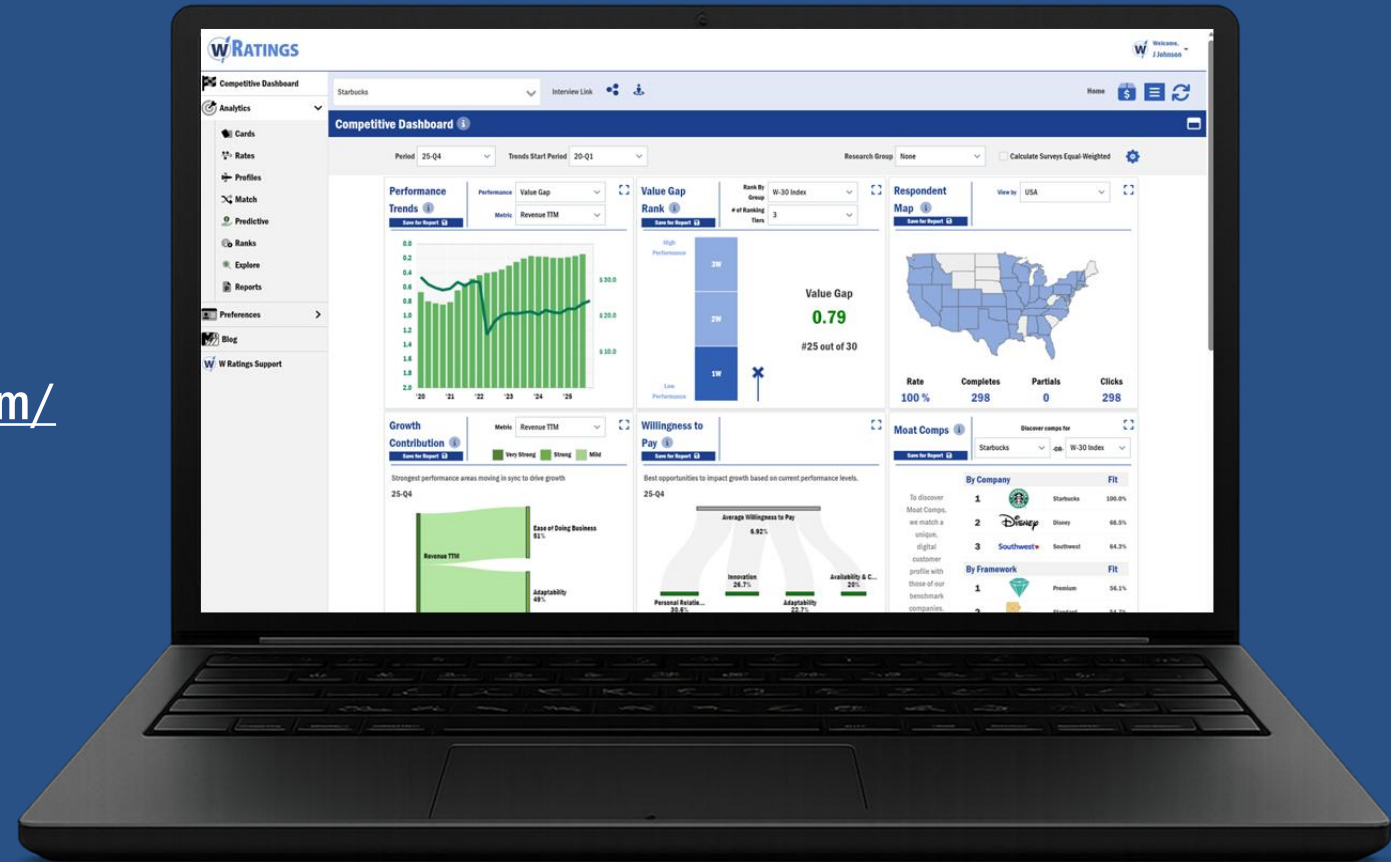 m/
W RATINGS
Welcome,
J Johnson
Competitive Dashboard
Analytics
Cards
Rates
Profiles
Match
Predictive
Ranks
Explore
Reports
Preferences
Blog
W Ratings Support
Starbucks
Interview Link
Home
Competitive Dashboard
Period 25-Q4 Trends Start Period 20-Q1 Research Group None Calculate Surveys Equal-Weighted
Performance Trends
Save for Report
Performance Value Gap
Metric Revenue TTM
0.0
0.2
0.4
0.6
0.8
1.0
1.2
1.4
1.6
1.8
2.0
$ 30.0
$ 20.0
$ 10.0
'20 '21 '22 '23 '24 '25
Value Gap Rank
Save for Report
Rank By Group W-30 Index
# of Ranking Tiers 3
High Performance
3W
2W
1W
Low Performance
Value Gap
0.79
#25 out of 30
Respondent Map
Save for Report
View by USA
Rate Completes Partials Clicks
100 % 298 0 298
Growth Contribution
Save for Report
Metric Revenue TTM
Very Strong Strong Mild
Strongest performance areas moving in sync to drive growth
25-Q4
Revenue TTM
Ease of Doing Business
51%
Adaptability
49%
Willingness to Pay
Save for Report
Best opportunities to impact growth based on current performance levels.
25-Q4
Average Willingness to Pay
6.92%
Innovation
26.7%
Availability & C...
20%
Personal Relatio...
30.6%
Adaptability
22.7%
Moat Comps
Save for Report
Discover comps for
Starbucks -OR- W-30 Index
To discover
Moat Comps,
we match a
unique,
digital
customer
profile with
those of our
benchmark
companies.
By Company Fit
1 Starbucks 100.0%
2 Disney Disney 66.5%
3 Southwest Southwest 64.3%
By Framework Fit
1 Premium 56.1%
2 Standard